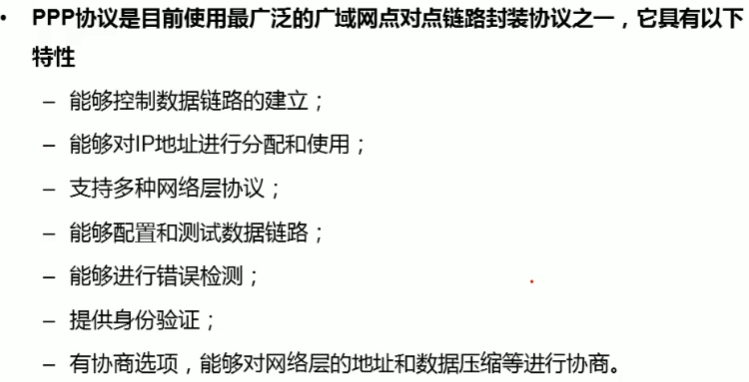 • PPP协议是目前使用最广泛的广域网点对点链路封装协议之一，它具有以下
特性
– 能够控制数据链路的建立；
– 能够对IP地址进行分配和使用；
– 支持多种网络层协议；
– 能够配置和测试数据链路；
– 能够进行错误检测；
– 提供身份验证；
– 有协商选项，能够对网络层的地址和数据压缩等进行协商。